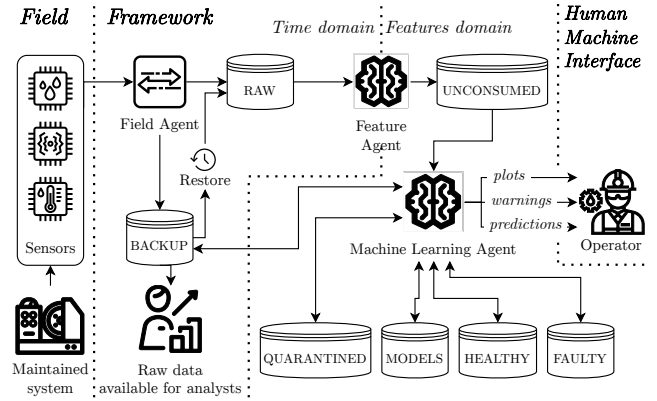 Field
Framework
Time domain
Features domain
Human
Machine
Interface
RAW
UNCONSUMED
Field Agent
Feature
Agent
Restore
plots
warnings
predictions
Sensors
BACKUP
Machine Learning Agent
Operator
Maintained
system
Raw data
available for analysts
QUARANTINED
MODELS
HEALTHY
FAULTY